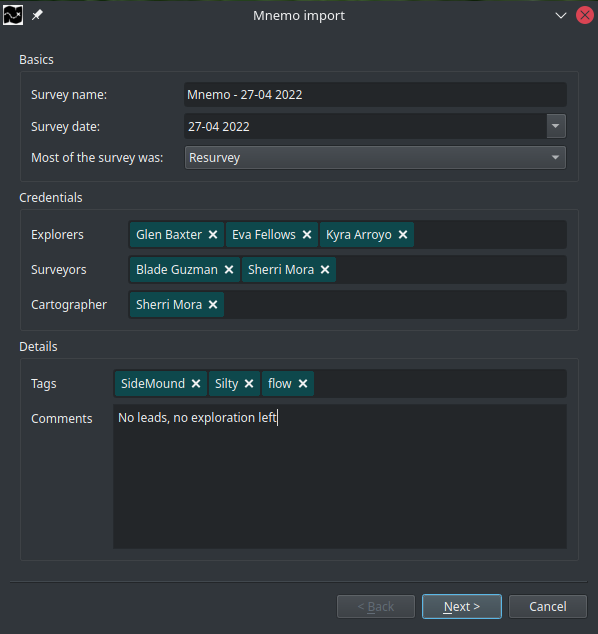 Mnemo import
Basics
Survey name: Mnemo - 27-04 2022
Survey date: 27-04 2022
Most of the survey was: Resurvey
Credentials
Explorers Glen Baxter Eva Fellows Kyra Arroyo
Surveyors Blade Guzman Sherri Mora
Cartographer Sherri Mora
Details
Tags SideMound Silty flow
Comments No leads, no exploration left
< Back Next > Cancel